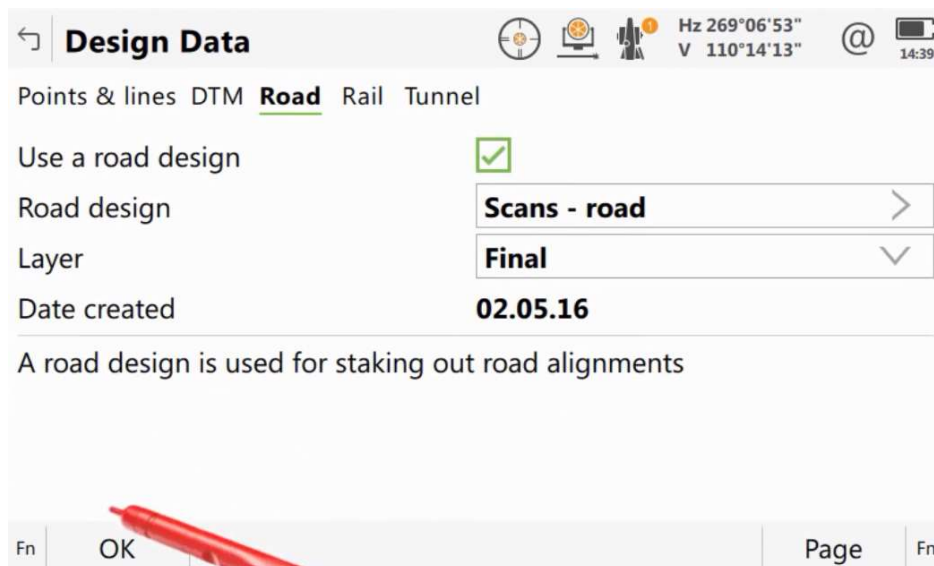 Design Data
1
Hz 269°06'53"
V 110°14'13"
@
14:39
Points & lines DTM Road Rail Tunnel
Use a road design
Road design Scans - road
Layer Final
Date created 02.05.16
A road design is used for staking out road alignments
Fn OK Page Fn